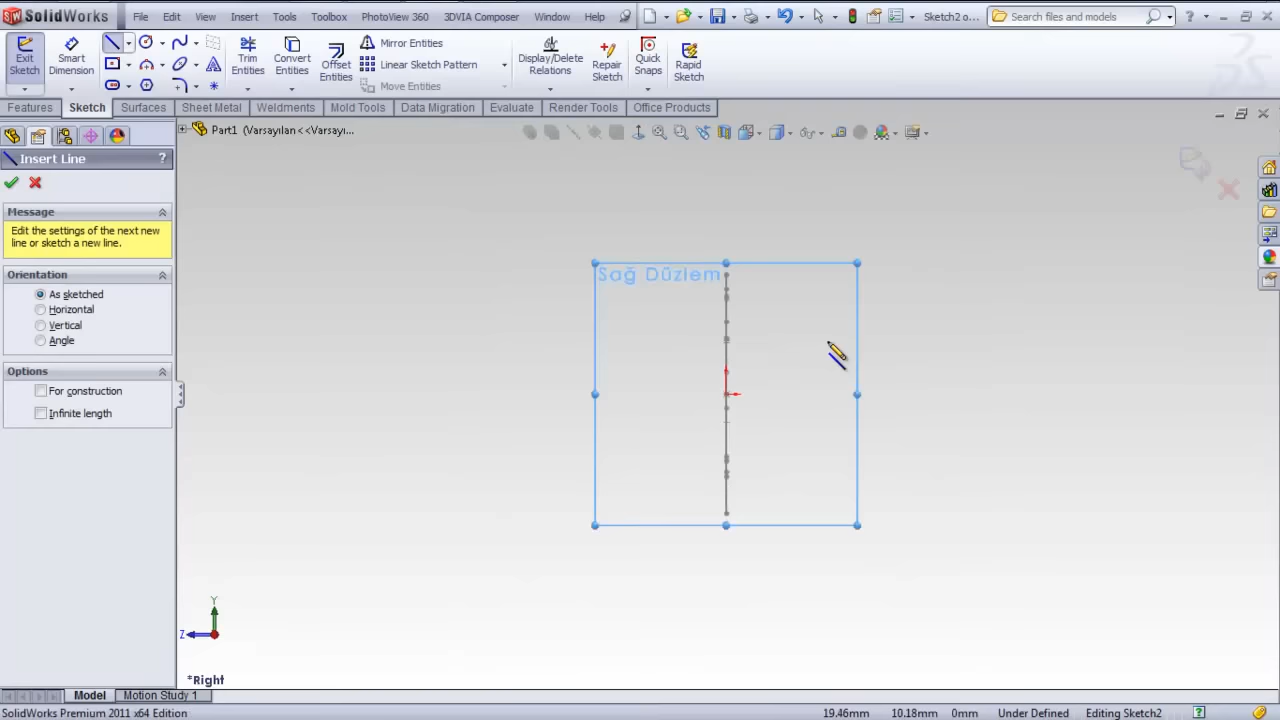 SolidWorks File Edit View Insert Tools Toolbox PhotoView 360 3DVIA Composer Window Help Sketch2 o... Search files and models
Exit Sketch
Smart Dimension
Trim Entities
Convert Entities
Offset Entities
Mirror Entities
Linear Sketch Pattern
Move Entities
Display/Delete Relations
Repair Sketch
Quick Snaps
Rapid Sketch
Features Sketch Surfaces Sheet Metal Weldments Mold Tools Data Migration Evaluate Render Tools Office Products
Part1 (Varsayılan<<Varsayı...
Insert Line ?
Message
Edit the settings of the next new
line or sketch a new line.
Orientation
As sketched
Horizontal
Vertical
Angle
Options
For construction
Infinite length
Sağ Düzlem
Y
Z
*Right
Model Motion Study 1
SolidWorks Premium 2011 x64 Edition 19.46mm 10.18mm 0mm Under Defined Editing Sketch2